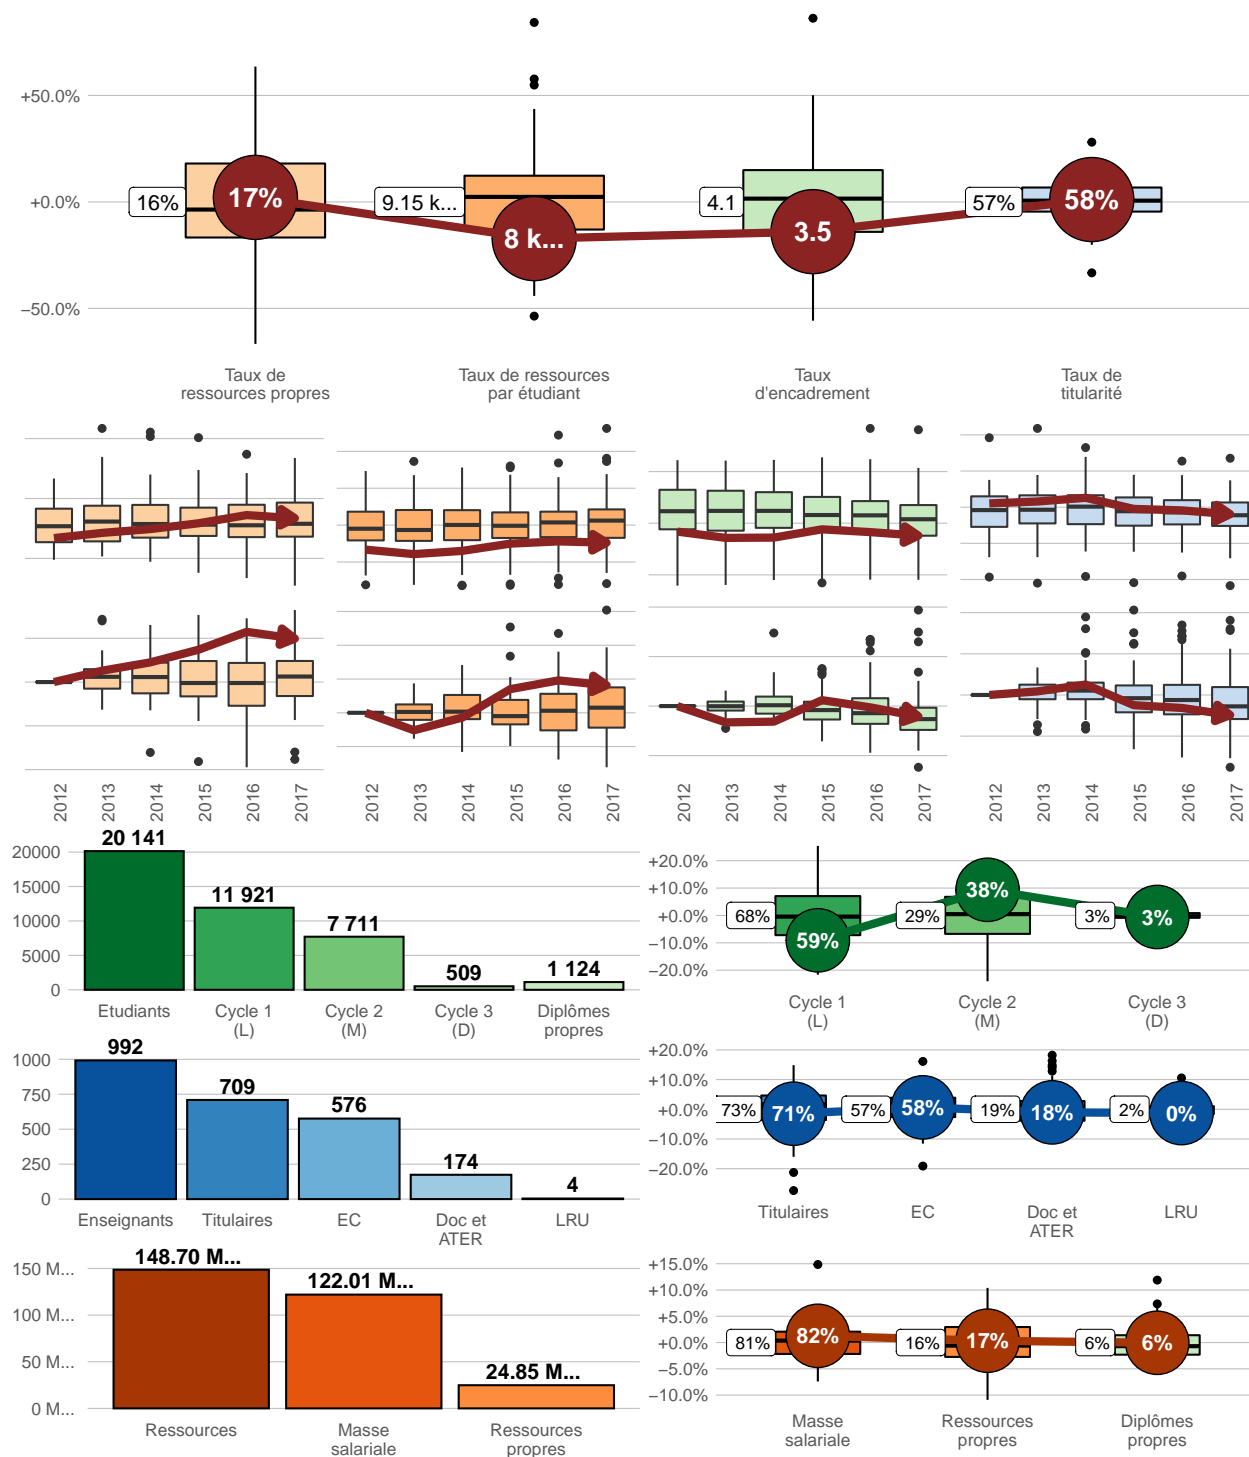 +50.0%
+0.0%
−50.0%
16%
17%
9.15 k...
8 k...
4.1
3.5
57%
58%
Taux de
ressources propres
Taux de ressources
par étudiant
Taux
d'encadrement
Taux de
titularité
2012
2013
2014
2015
2016
2017
2012
2013
2014
2015
2016
2017
2012
2013
2014
2015
2016
2017
2012
2013
2014
2015
2016
2017
20000
15000
10000
5000
0
20 141
11 921
7 711
509
1 124
Etudiants
Cycle 1
(L)
Cycle 2
(M)
Cycle 3
(D)
Diplômes
propres
+20.0%
+10.0%
+0.0%
−10.0%
−20.0%
68%
59%
29%
38%
3%
3%
Cycle 1
(L)
Cycle 2
(M)
Cycle 3
(D)
1000
750
500
250
0
992
709
576
174
4
Enseignants
Titulaires
EC
Doc et
ATER
LRU
+20.0%
+10.0%
+0.0%
−10.0%
−20.0%
73%
71%
57%
58%
19%
18%
2%
0%
Titulaires
EC
Doc et
ATER
LRU
150 M...
100 M...
50 M...
0 M...
148.70 M...
122.01 M...
24.85 M...
Ressources
Masse
salariale
Ressources
propres
+15.0%
+10.0%
+5.0%
+0.0%
−5.0%
−10.0%
81%
82%
16%
17%
6%
6%
Masse
salariale
Ressources
propres
Diplômes
propres